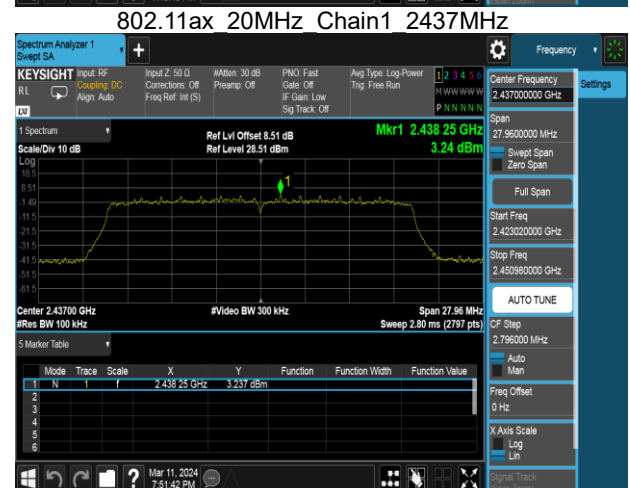 802.11ax_20MHz_Chain1_2437MHz
Spectrum Analyzer 1
Swept SA
Frequency
KEYSIGHT
RL
Input: RF
Coupling: DC
Align: Auto
Input Z: 50 Ω
Corrections: Off
Freq Ref: Int (S)
#Atten: 30 dB
Preamp: Off
PNO: Fast
Gate: Off
IF Gain: Low
Sig Track: Off
Avg Type: Log-Power
Trig: Free Run
1 2 3 4 5 6
M W W W W W
P N N N N N
Center Frequency
2.437000000 GHz
Settings
Span
27.9600000 MHz
Swept Span
Zero Span
Full Span
Start Freq
2.423020000 GHz
Stop Freq
2.450980000 GHz
AUTO TUNE
CF Step
2.796000 MHz
Auto
Man
Freq Offset
0 Hz
X Axis Scale
Log
Lin
Signal Track
1 Spectrum
Scale/Div 10 dB
Log
Ref Lvl Offset 8.51 dB
Ref Level 28.51 dBm
Mkr1 2.438 25 GHz
3.24 dBm
18.5
8.51
-1.49
-11.5
-21.5
-31.5
-41.5
-51.5
-61.5
1
Center 2.43700 GHz
#Res BW 100 kHz
#Video BW 300 kHz
Span 27.96 MHz
Sweep 2.80 ms (2797 pts)
5 Marker Table
Mode Trace Scale X Y Function Function Width Function Value
1 N 1 f 2.438 25 GHz 3.237 dBm
2
3
4
5
6
?
Mar 11, 2024
7:51:42 PM